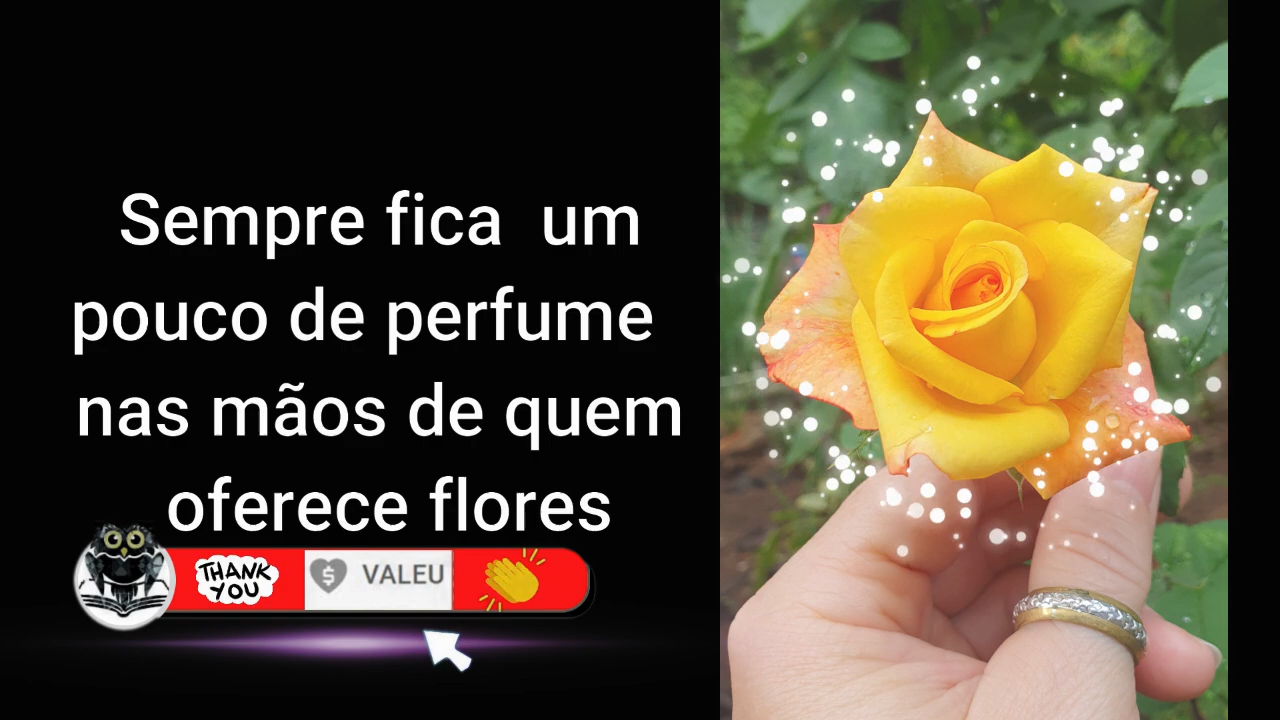 Sempre fica um
pouco de perfume
nas mãos de quem
oferece flores
THANK
YOU
$ VALEU